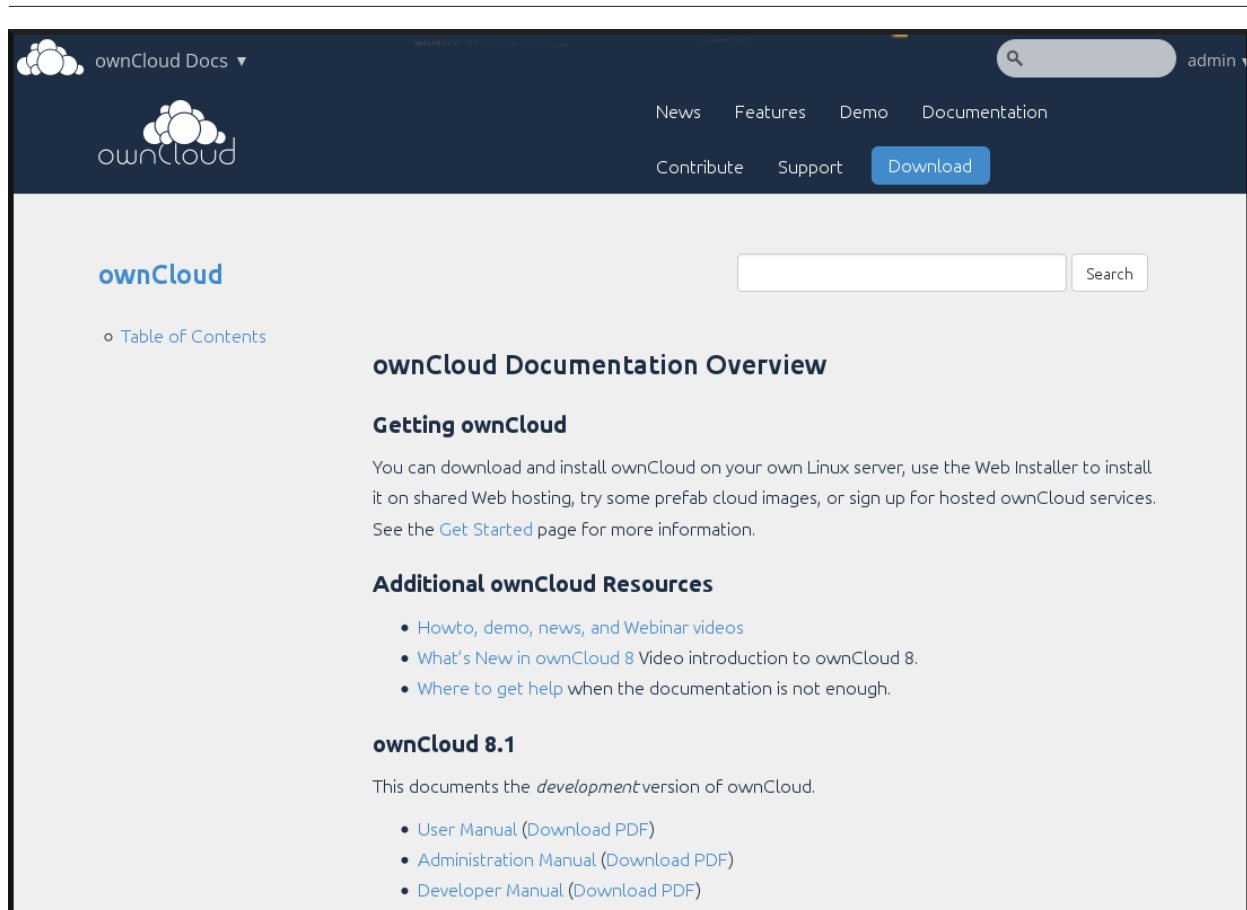 ownCloud Docs ▾
admin ▾
ownCloud
News Features Demo Documentation
Contribute Support Download
ownCloud
Search
Table of Contents
ownCloud Documentation Overview
Getting ownCloud
You can download and install ownCloud on your own Linux server, use the Web Installer to install
it on shared Web hosting, try some prefab cloud images, or sign up for hosted ownCloud services.
See the Get Started page for more information.
Additional ownCloud Resources
• Howto, demo, news, and Webinar videos
• What's New in ownCloud 8 Video introduction to ownCloud 8.
• Where to get help when the documentation is not enough.
ownCloud 8.1
This documents the development version of ownCloud.
• User Manual (Download PDF)
• Administration Manual (Download PDF)
• Developer Manual (Download PDF)